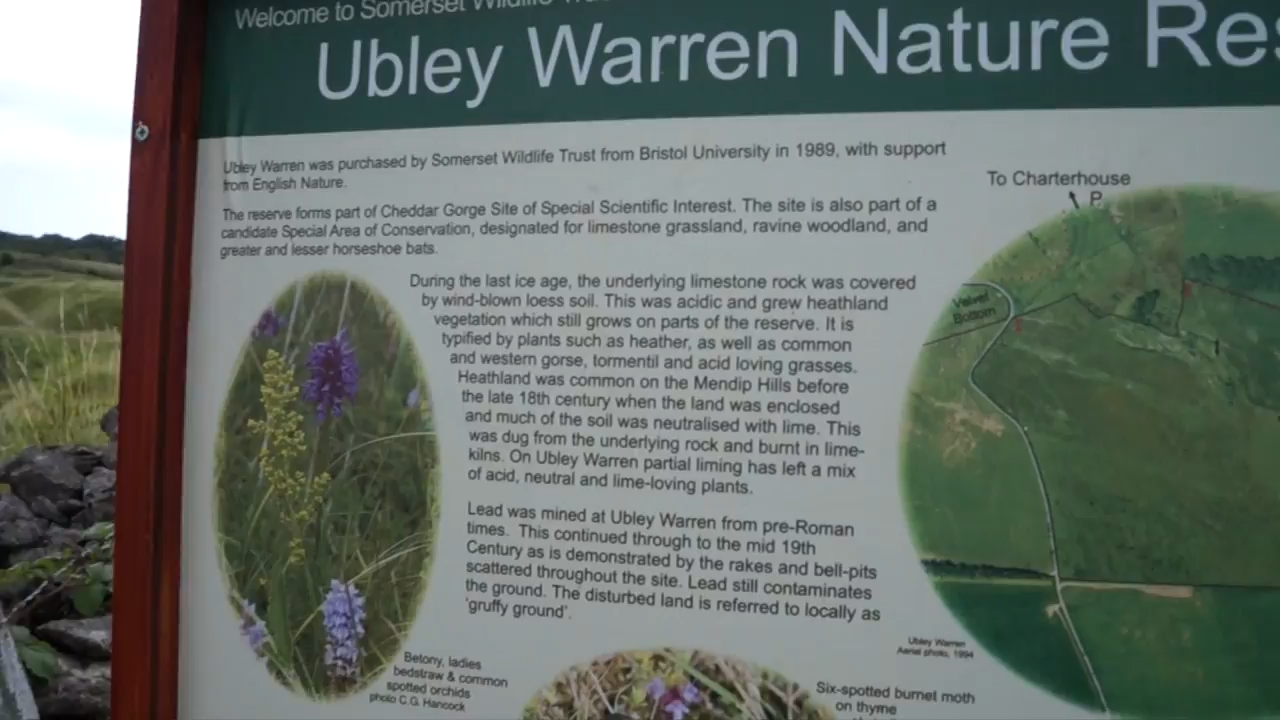 Welcome to Somerset Wildlife
Ubley Warren Nature Res
Ubley Warren was purchased by Somerset Wildlife Trust from Bristol University in 1989, with support
from English Nature.
The reserve forms part of Cheddar Gorge Site of Special Scientific Interest. The site is also part of a
candidate Special Area of Conservation, designated for limestone grassland, ravine woodland, and
greater and lesser horseshoe bats.
During the last ice age, the underlying limestone rock was covered
by wind-blown loess soil. This was acidic and grew heathland
vegetation which still grows on parts of the reserve. It is
typified by plants such as heather, as well as common
and western gorse, tormentil and acid loving grasses.
Heathland was common on the Mendip Hills before
the late 18th century when the land was enclosed
and much of the soil was neutralised with lime. This
was dug from the underlying rock and burnt in lime-
kilns. On Ubley Warren partial liming has left a mix
of acid, neutral and lime-loving plants.
Lead was mined at Ubley Warren from pre-Roman
times. This continued through to the mid 19th
Century as is demonstrated by the rakes and bell-pits
scattered throughout the site. Lead still contaminates
the ground. The disturbed land is referred to locally as
'gruffy ground'.
Betony, ladies
bedstraw & common
spotted orchids
photo C.G. Hancock
To Charterhouse
P
Velvet
Bottom
Ubley Warren
Aerial photo, 1994
Six-spotted burnet moth
on thyme